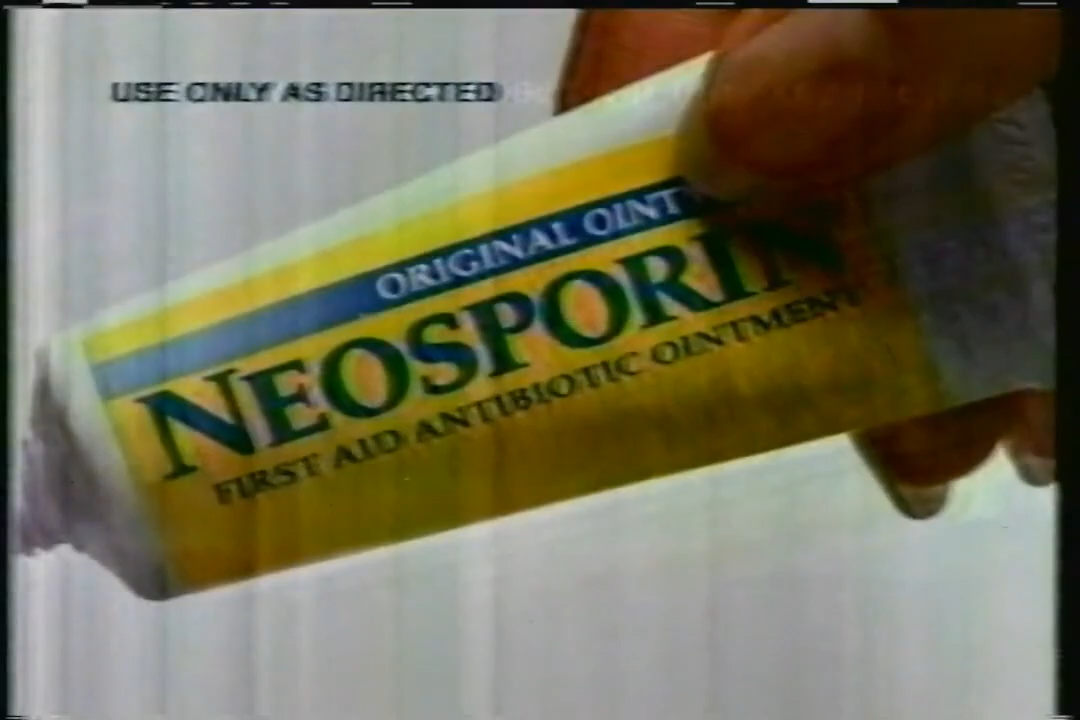 USE ONLY AS DIRECTED
ORIGINAL OINT
NEOSPORIN
FIRST AID ANTIBIOTIC OINTMENT